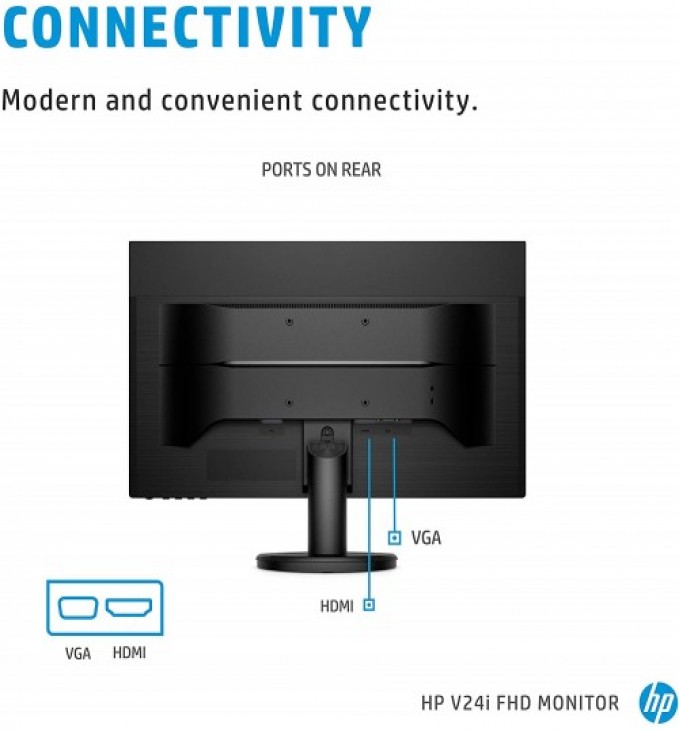 CONNECTIVITY
Modern and convenient connectivity.
PORTS ON REAR
VGA
HDMI
VGA HDMI
HP V24i FHD MONITOR
hp